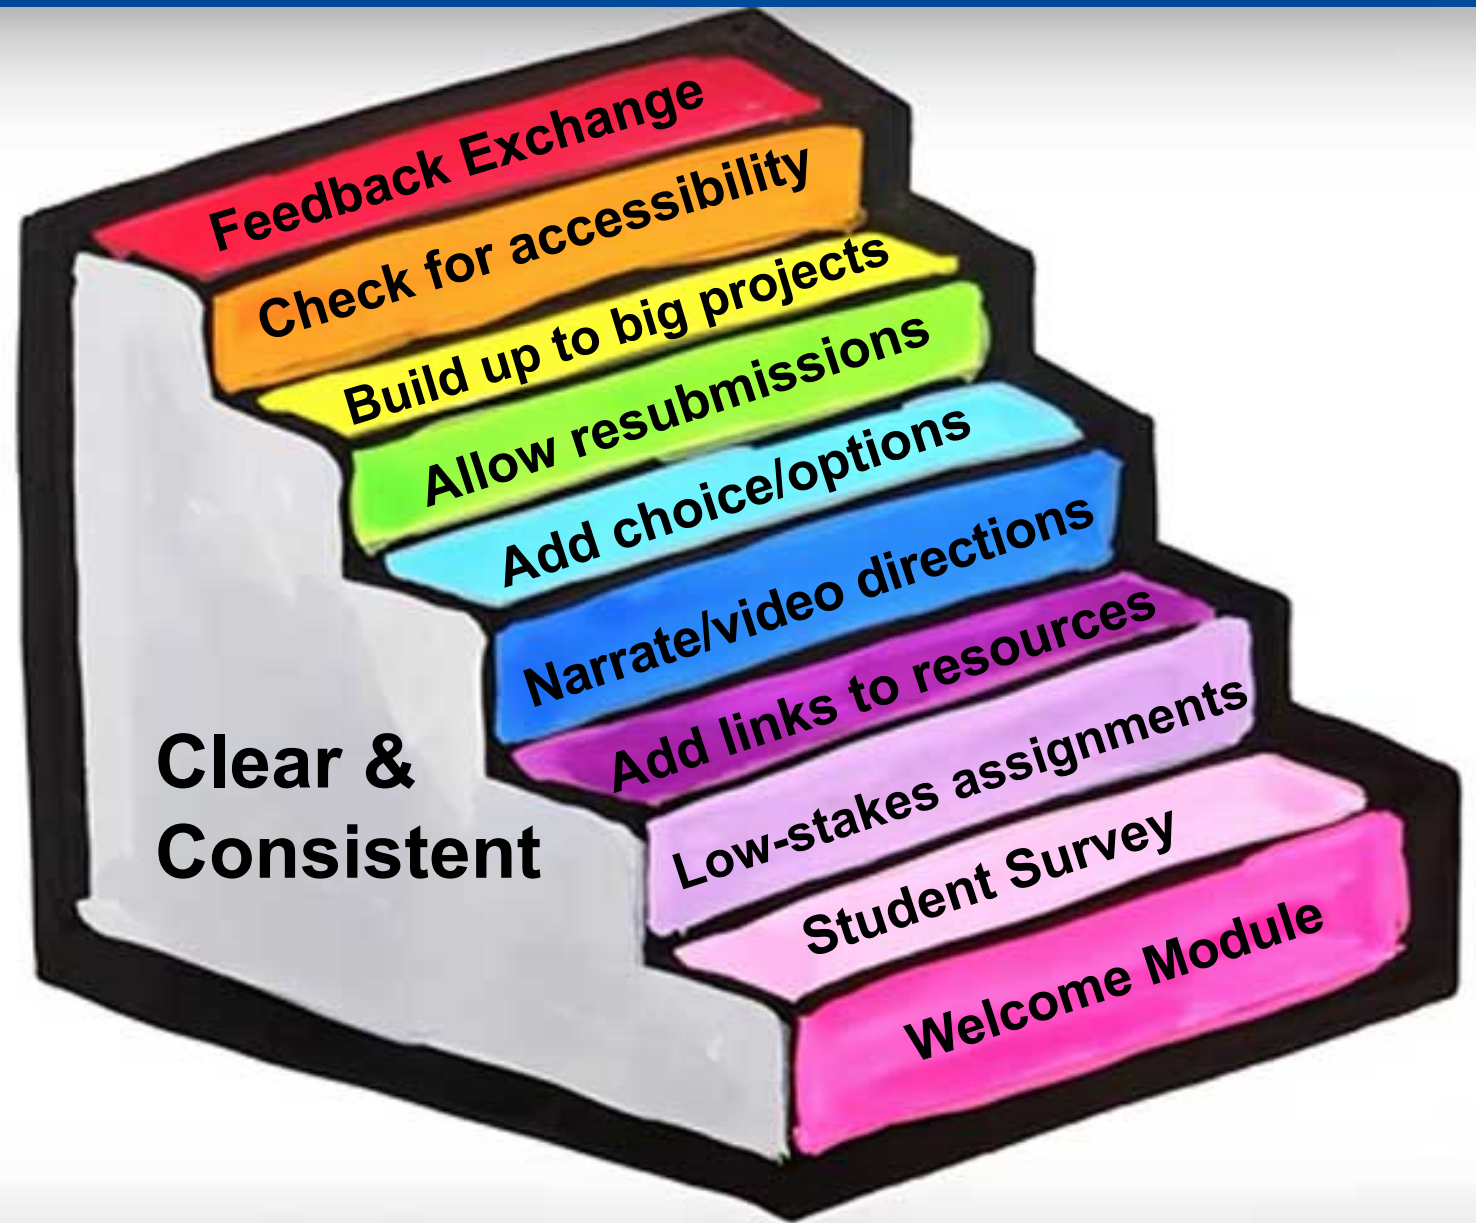 Feedback Exchange
Check for accessibility
Build up to big projects
Allow resubmissions
Add choice/options
Narrate/video directions
Add links to resources
Low-stakes assignments
Student Survey
Welcome Module
Clear &
Consistent